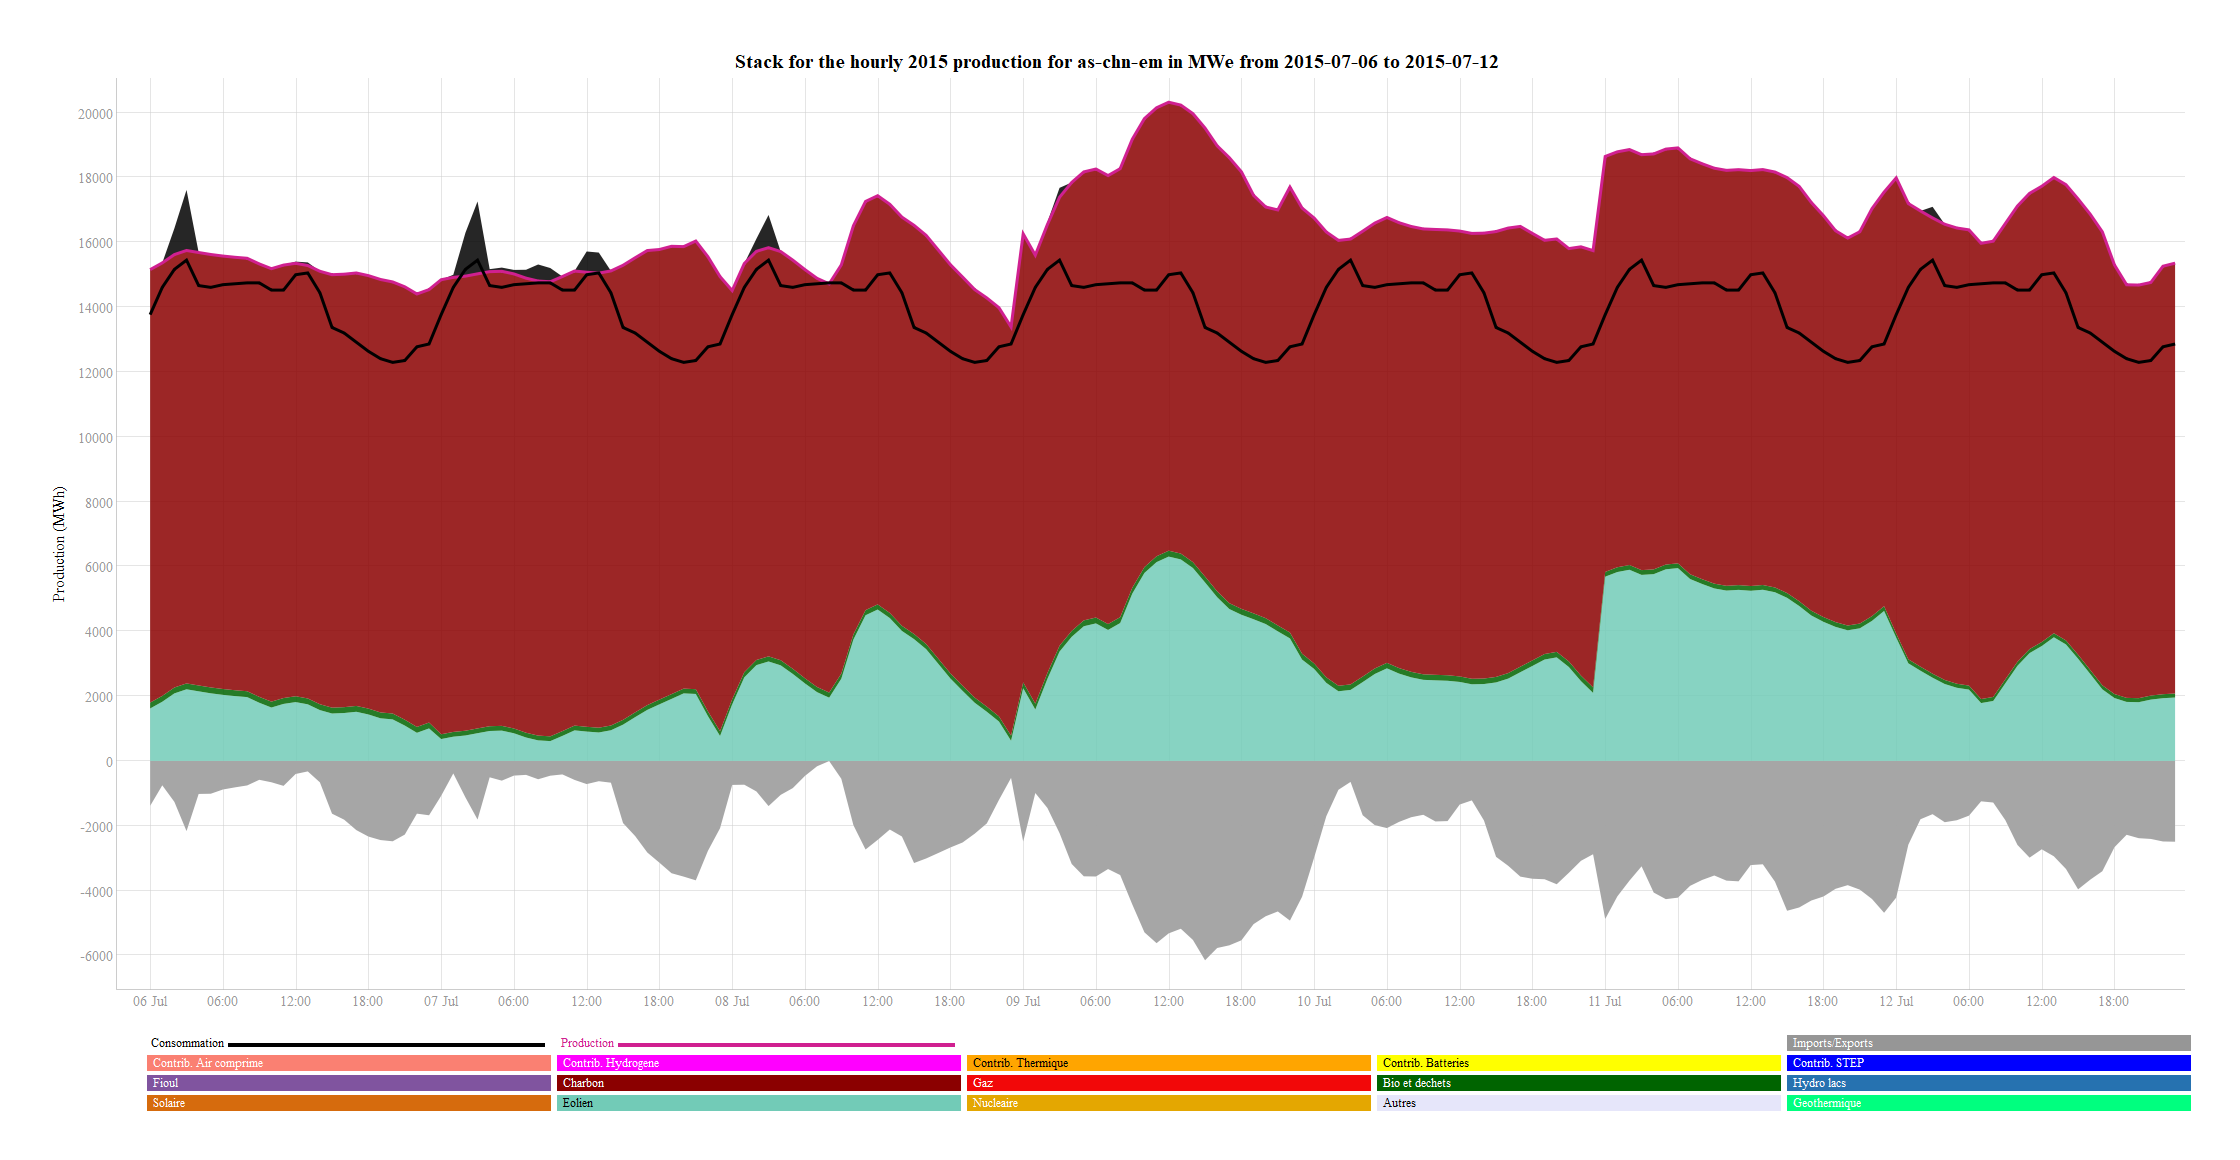 Stack for the hourly 2015 production for as-chn-em in MWe from 2015-07-06 to 2015-07-12
Production (MWh)
20000
18000
16000
14000
12000
10000
8000
6000
4000
2000
0
-2000
-4000
-6000
06 Jul 06:00 12:00 18:00 07 Jul 06:00 12:00 18:00 08 Jul 06:00 12:00 18:00 09 Jul 06:00 12:00 18:00 10 Jul 06:00 12:00 18:00 11 Jul 06:00 12:00 18:00 12 Jul 06:00 12:00 18:00
Consommation Production Imports/Exports
Contrib. Air comprime Contrib. Hydrogene Contrib. Thermique Contrib. Batteries Contrib. STEP
Fioul Charbon Gaz Bio et dechets Hydro lacs
Solaire Eolien Nucleaire Autres Geothermique